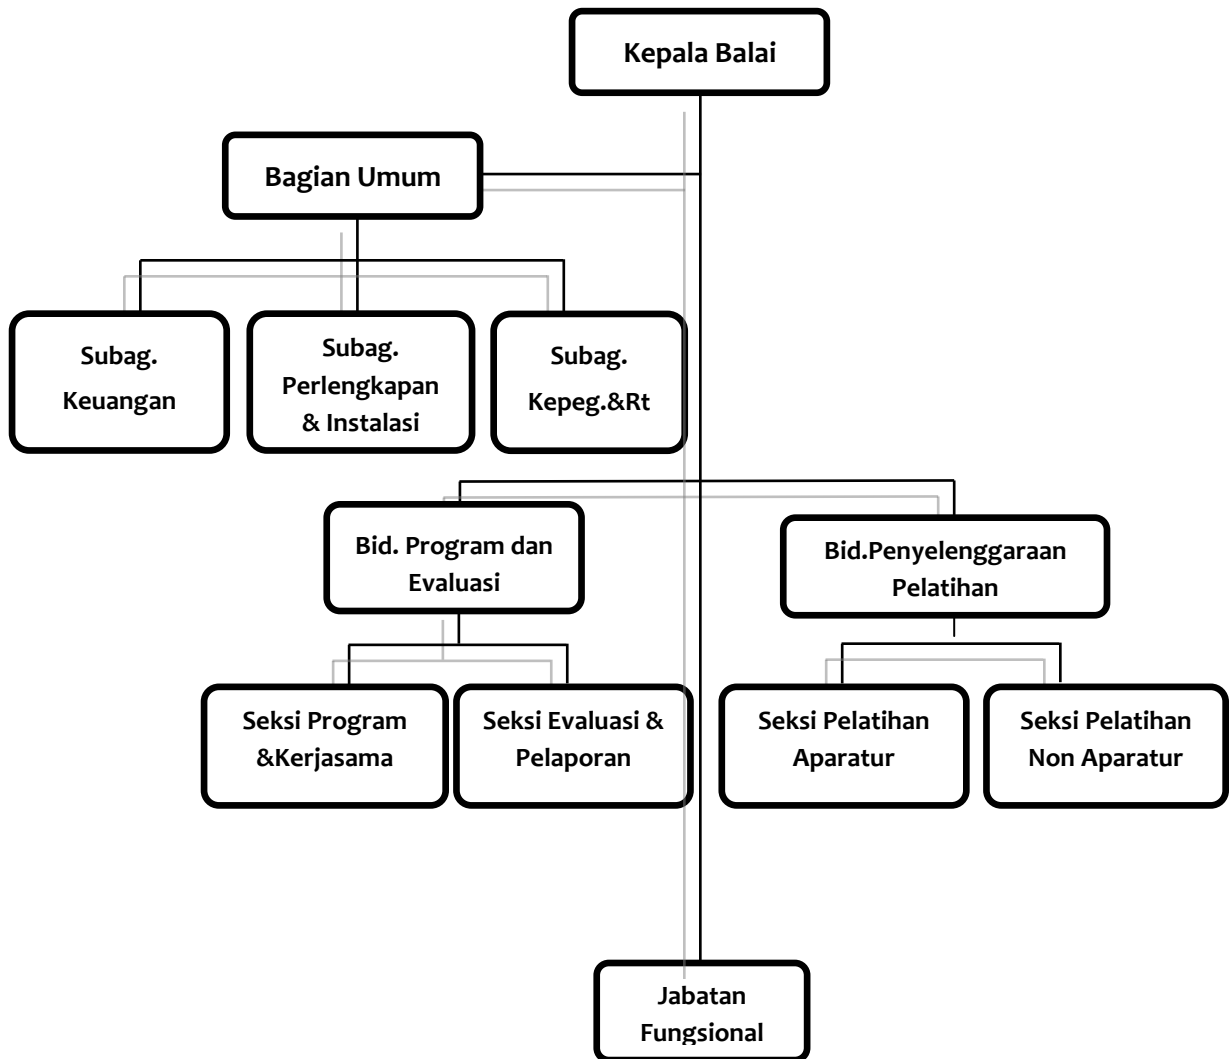 Kepala Balai
Bagian Umum
Subag.
Keuangan
Subag.
Perlengkapan
& Instalasi
Subag.
Kepeg.&Rt
Bid. Program dan
Evaluasi
Bid.Penyelenggaraan
Pelatihan
Seksi Program
&Kerjasama
Seksi Evaluasi &
Pelaporan
Seksi Pelatihan
Aparatur
Seksi Pelatihan
Non Aparatur
Jabatan
Fungsional